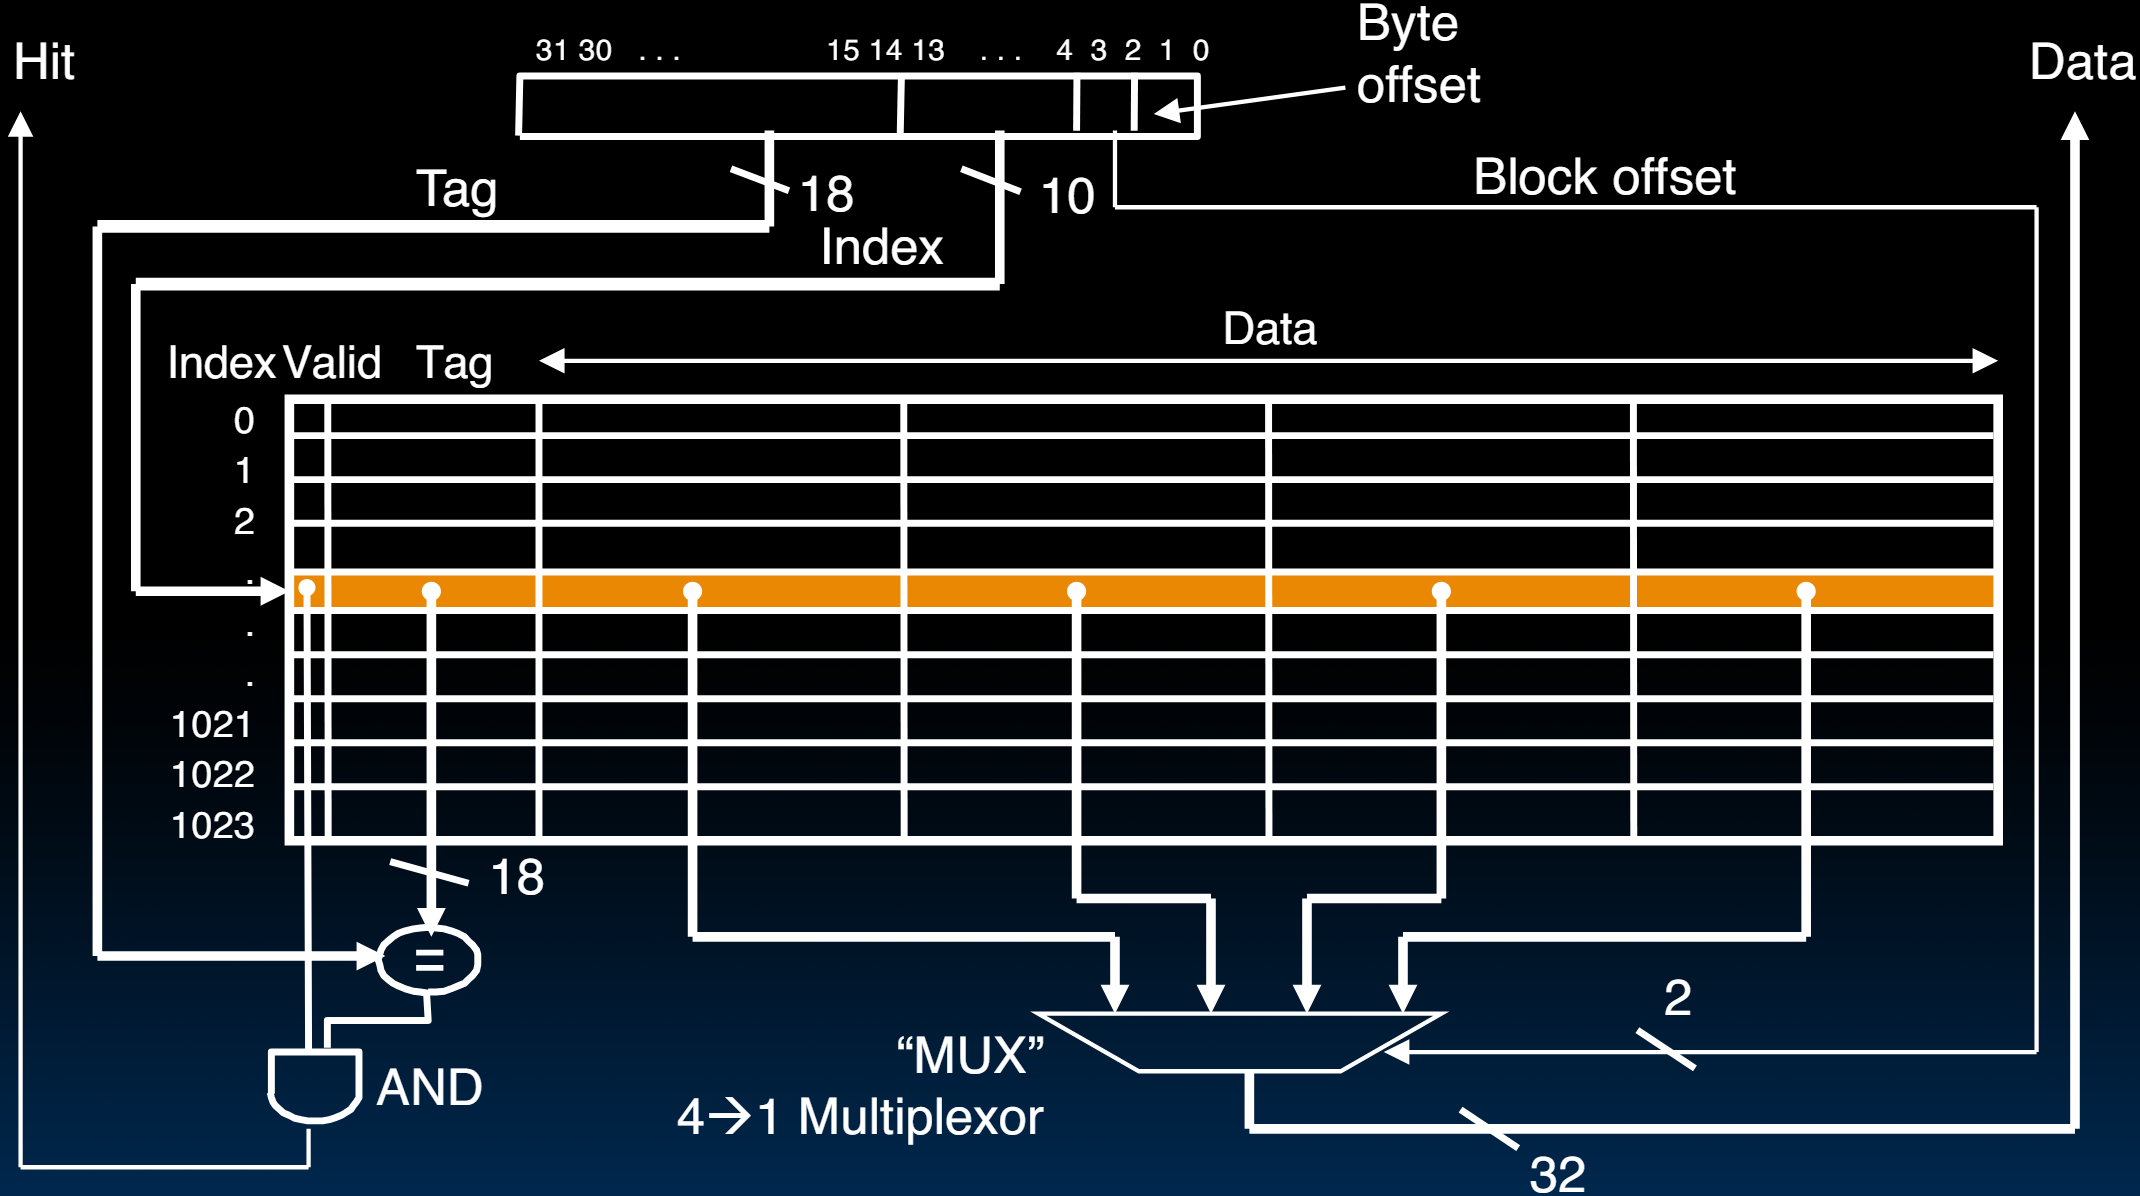 Hit
31 30 . . . 15 14 13 . . . 4 3 2 1 0
Byte
offset
Data
Tag
18
10
Block offset
Index
Data
Index Valid Tag
0
1
2
.
.
.
1021
1022
1023
18
=
2
“MUX”
AND
4→1 Multiplexor
32